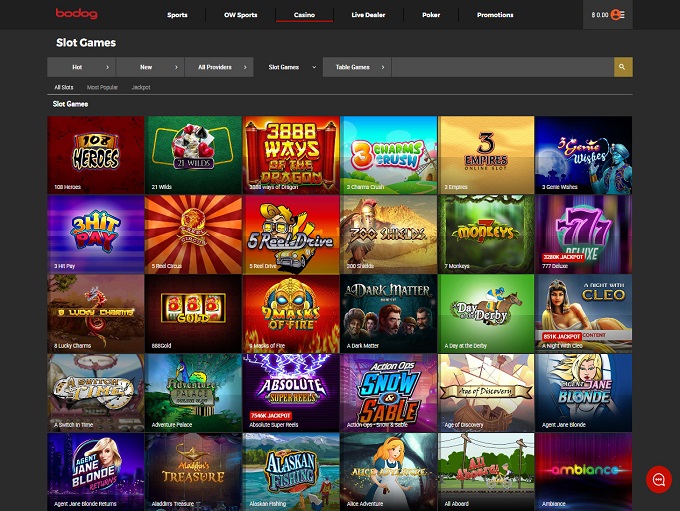 bodog
Sports OW Sports Casino Live Dealer Poker Promotions
฿ 0.00
Slot Games
Hot New All Providers Slot Games Table Games
All Slots Most Popular Jackpot
Slot Games
108 HEROES
21 WILDS
3888 WAYS OF THE DRAGON
3 CHARMS CRUSH
3 EMPIRES ONLINE SLOT
3 Genie Wishes
108 Heroes
21 Wilds
3888 ways of Dragon
3 Charms Crush
3 Empires
3 Genie Wishes
3 HIT PAY
5 Reel Drive
300 SHIELDS
7 MONKEYS
777 DELUXE
3280K JACKPOT
3 Hit Pay
5 Reel Circus
5 Reel Drive
300 Shields
7 Monkeys
777 Deluxe
8 LUCKY CHARMS
888 GOLD
9 MASKS OF FIRE
A DARK MATTER
A Day at the Derby
A NIGHT WITH CLEO
851K JACKPOT
CONTENT
8 Lucky Charms
888Gold
9 Masks of Fire
A Dark Matter
A Day at the Derby
A Night With Cleo
A SWITCH IN TIME
Adventure PALACE
ABSOLUTE SUPER REELS
7546K JACKPOT
Action Ops SNOW & SABLE
Age of Discovery
AGENT JANE BLONDE
A Switch In Time
Adventure Palace
Absolute Super Reels
Action Ops - Snow & Sable
Age of Discovery
Agent Jane Blonde
AGENT JANE BLONDE RETURNS
Aladdin's TREASURE
ALASKAN FISHING
ALICE ADVENTURE
ALL ABOARD
ambiance
Agent Jane Blonde Returns
Aladdin's Treasure
Alaskan Fishing
Alice Adventure
All Aboard
Ambiance